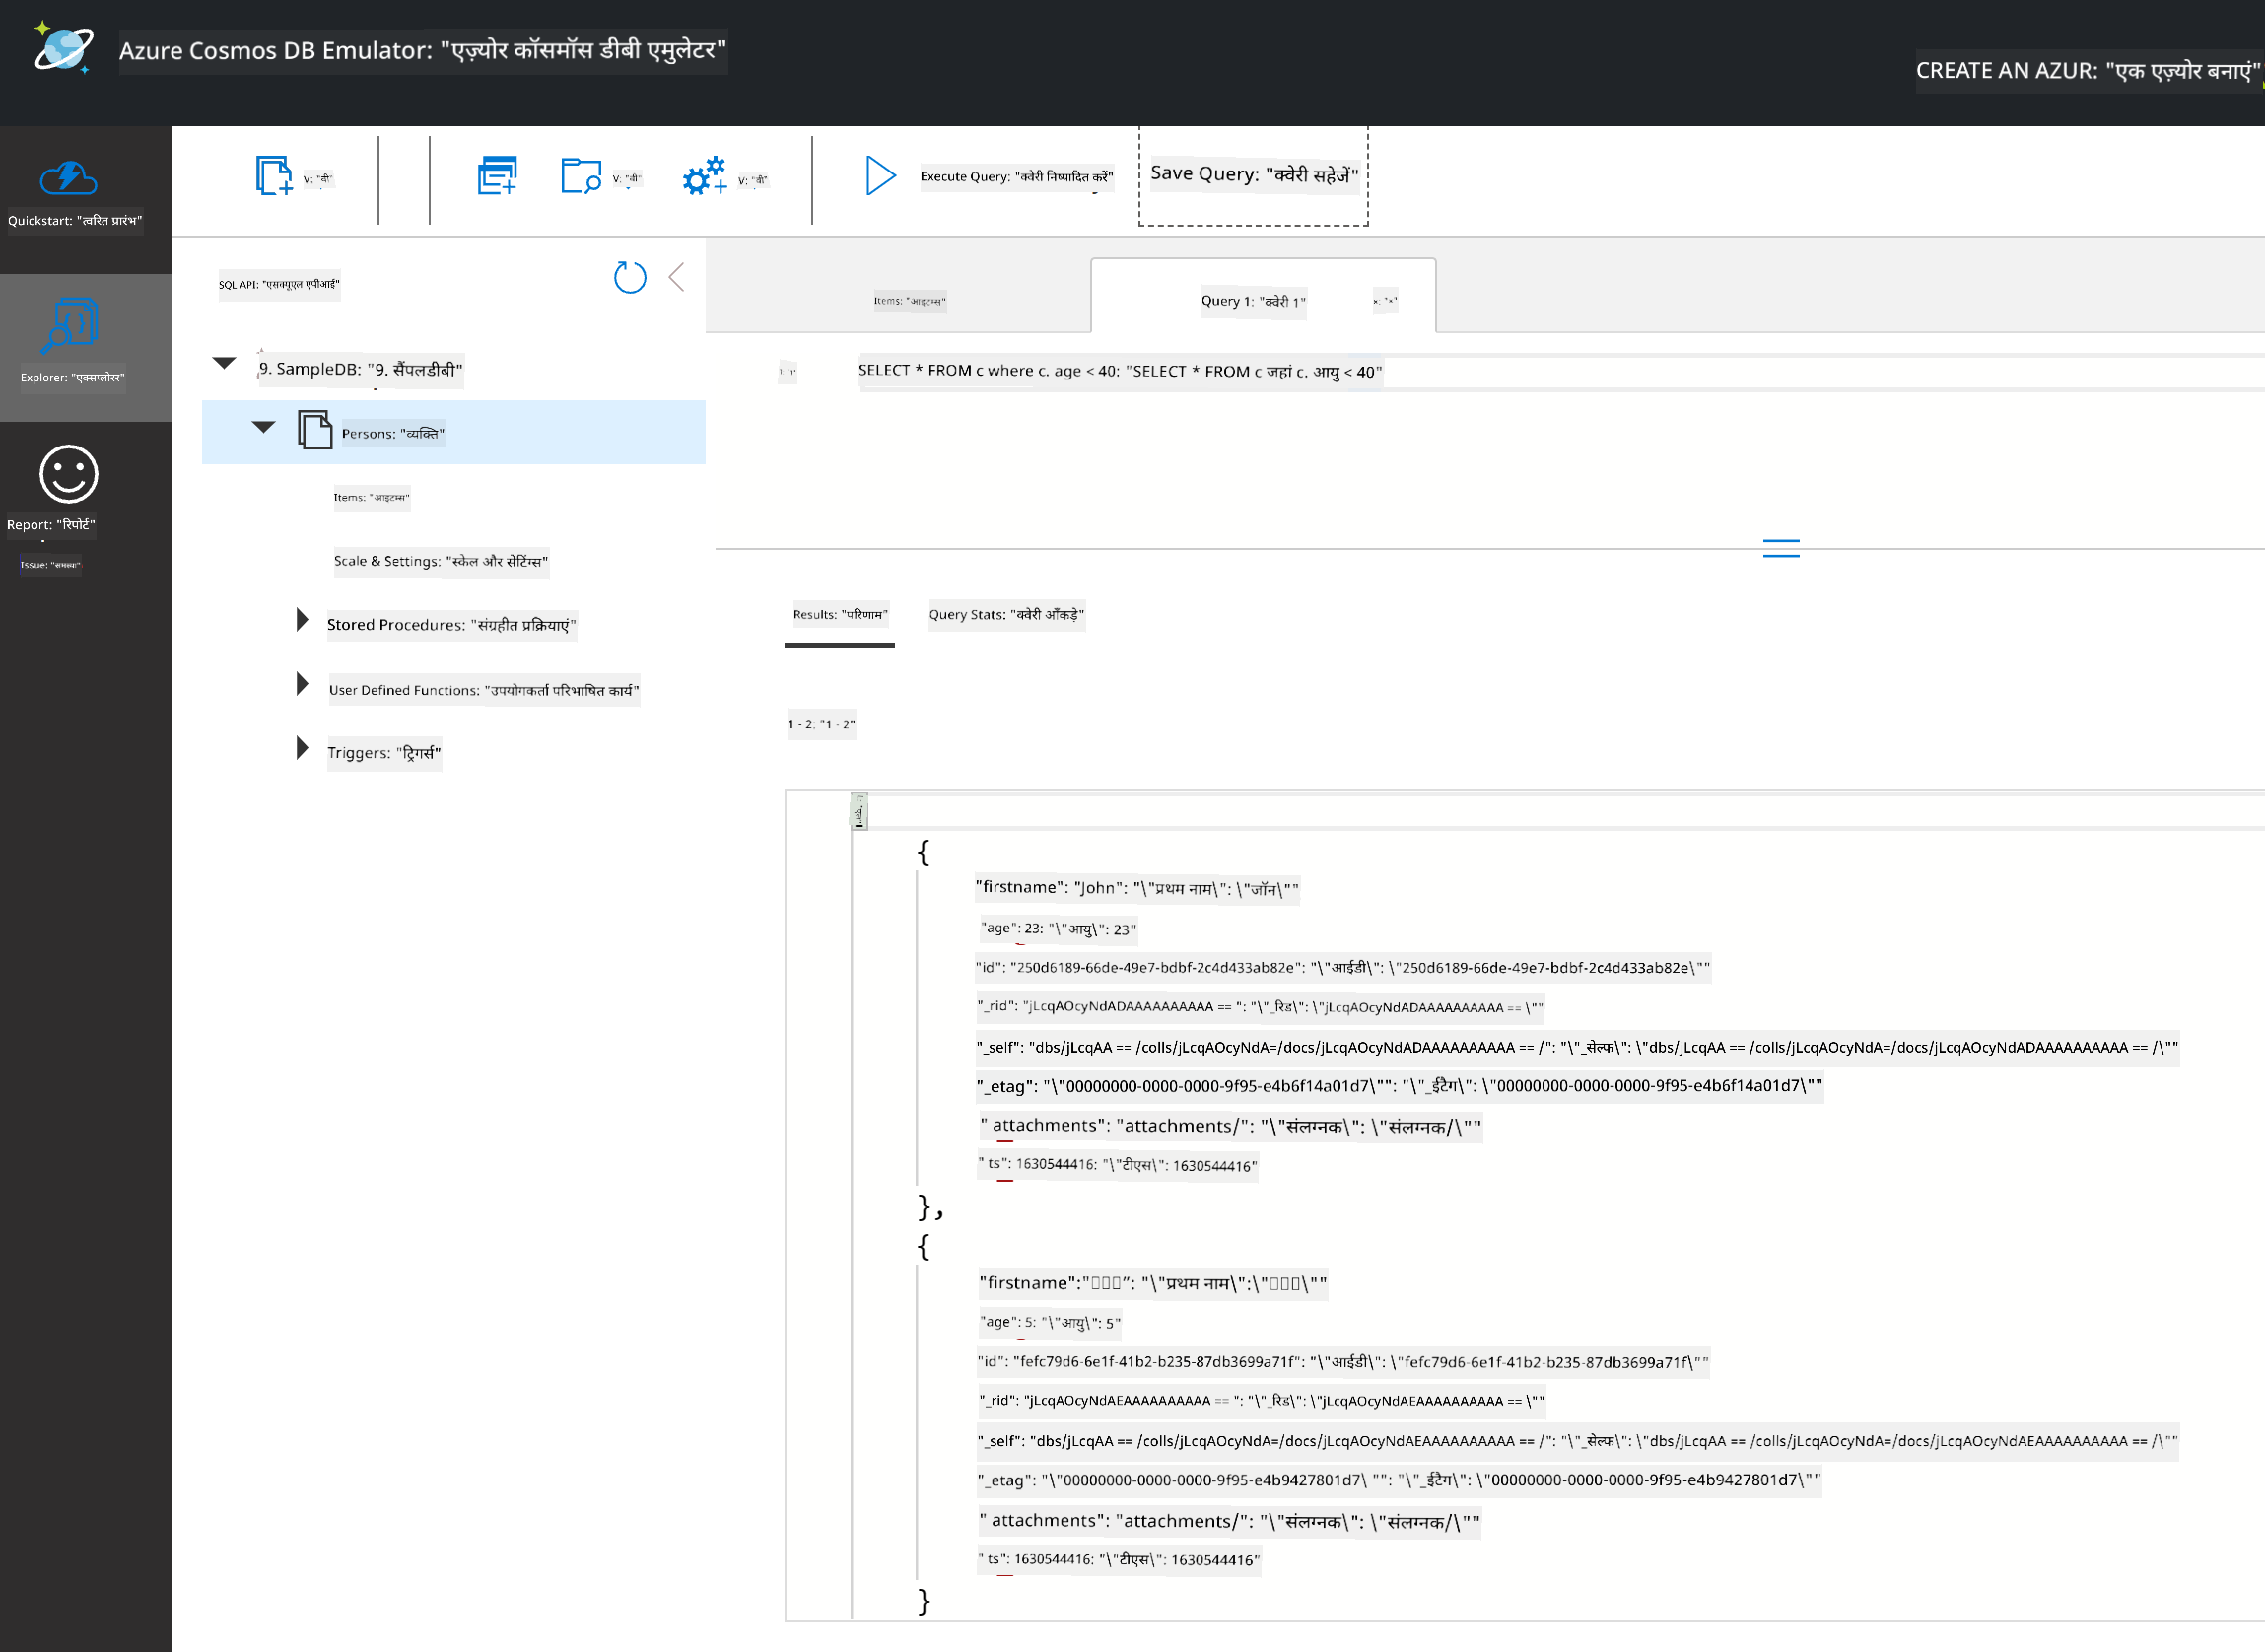 Azure Cosmos DB Emulator: "एज़्योर कॉसमॉस डीबी एमुलेटर"
CREATE AN AZUR: "एक एज़्योर बनाएं"
V: "वी"
V: "वी"
V: "वी"
Execute Query: "क्वेरी निष्पादित करें"
Save Query: "क्वेरी सहेजें"
Quickstart: "त्वरित प्रारंभ"
Explorer: "एक्सप्लोरर"
Report: "रिपोर्ट"
Issue: "समस्या"
SQL API: "एसक्यूएल एपीआई"
9. SampleDB: "9. सैंपलडीबी"
Persons: "व्यक्ति"
Items: "आइटम्स"
Scale & Settings: "स्केल और सेटिंग्स"
Stored Procedures: "संग्रहीत प्रक्रियाएं"
User Defined Functions: "उपयोगकर्ता परिभाषित कार्य"
Triggers: "ट्रिगर्स"
Items: "आइटम्स"
Query 1: "क्वेरी 1"
×: "×"
1: "1"
SELECT * FROM c where c. age < 40: "SELECT * FROM c जहां c. आयु < 40"
Results: "परिणाम"
Query Stats: "क्वेरी आँकड़े"
1 - 2: "1 - 2"
{
"firstname": "John": "\"प्रथम नाम\": \"जॉन\""
"age": 23: "\"आयु\": 23"
"id": "250d6189-66de-49e7-bdbf-2c4d433ab82e": "\"आईडी\": \"250d6189-66de-49e7-bdbf-2c4d433ab82e\""
"_rid": "jLcqAOcyNdADAAAAAAAAAA == ": "\"_रिड\": \"jLcqAOcyNdADAAAAAAAAAA == \""
"_self": "dbs/jLcqAA == /colls/jLcqAOcyNdA=/docs/jLcqAOcyNdADAAAAAAAAAA == /": "\"_सेल्फ\": \"dbs/jLcqAA == /colls/jLcqAOcyNdA=/docs/jLcqAOcyNdADAAAAAAAAAA == /\""
"_etag": "\"00000000-0000-0000-9f95-e4b6f14a01d7\"": "\"_ईटैग\": \"00000000-0000-0000-9f95-e4b6f14a01d7\""
" attachments": "attachments/": "\"संलग्नक\": \"संलग्नक/\""
" ts": 1630544416: "\"टीएस\": 1630544416"
},
{
"firstname":"□□□": "\"प्रथम नाम\":\"□□□\""
"age": 5: "\"आयु\": 5"
"id": "fefc79d6-6e1f-41b2-b235-87db3699a71f": "\"आईडी\": \"fefc79d6-6e1f-41b2-b235-87db3699a71f\""
"_rid": "jLcqAOcyNdAEAAAAAAAAAA == ": "\"_रिड\": \"jLcqAOcyNdAEAAAAAAAAAA == \""
"_self": "dbs/jLcqAA == /colls/jLcqAOcyNdA=/docs/jLcqAOcyNdAEAAAAAAAAAA == /": "\"_सेल्फ\": \"dbs/jLcqAA == /colls/jLcqAOcyNdA=/docs/jLcqAOcyNdAEAAAAAAAAAA == /\""
"_etag": "\"00000000-0000-0000-9f95-e4b9427801d7\ "": "\"_ईटैग\": \"00000000-0000-0000-9f95-e4b9427801d7\""
" attachments": "attachments/": "\"संलग्नक\": \"संलग्नक/\""
" ts": 1630544416: "\"टीएस\": 1630544416"
}